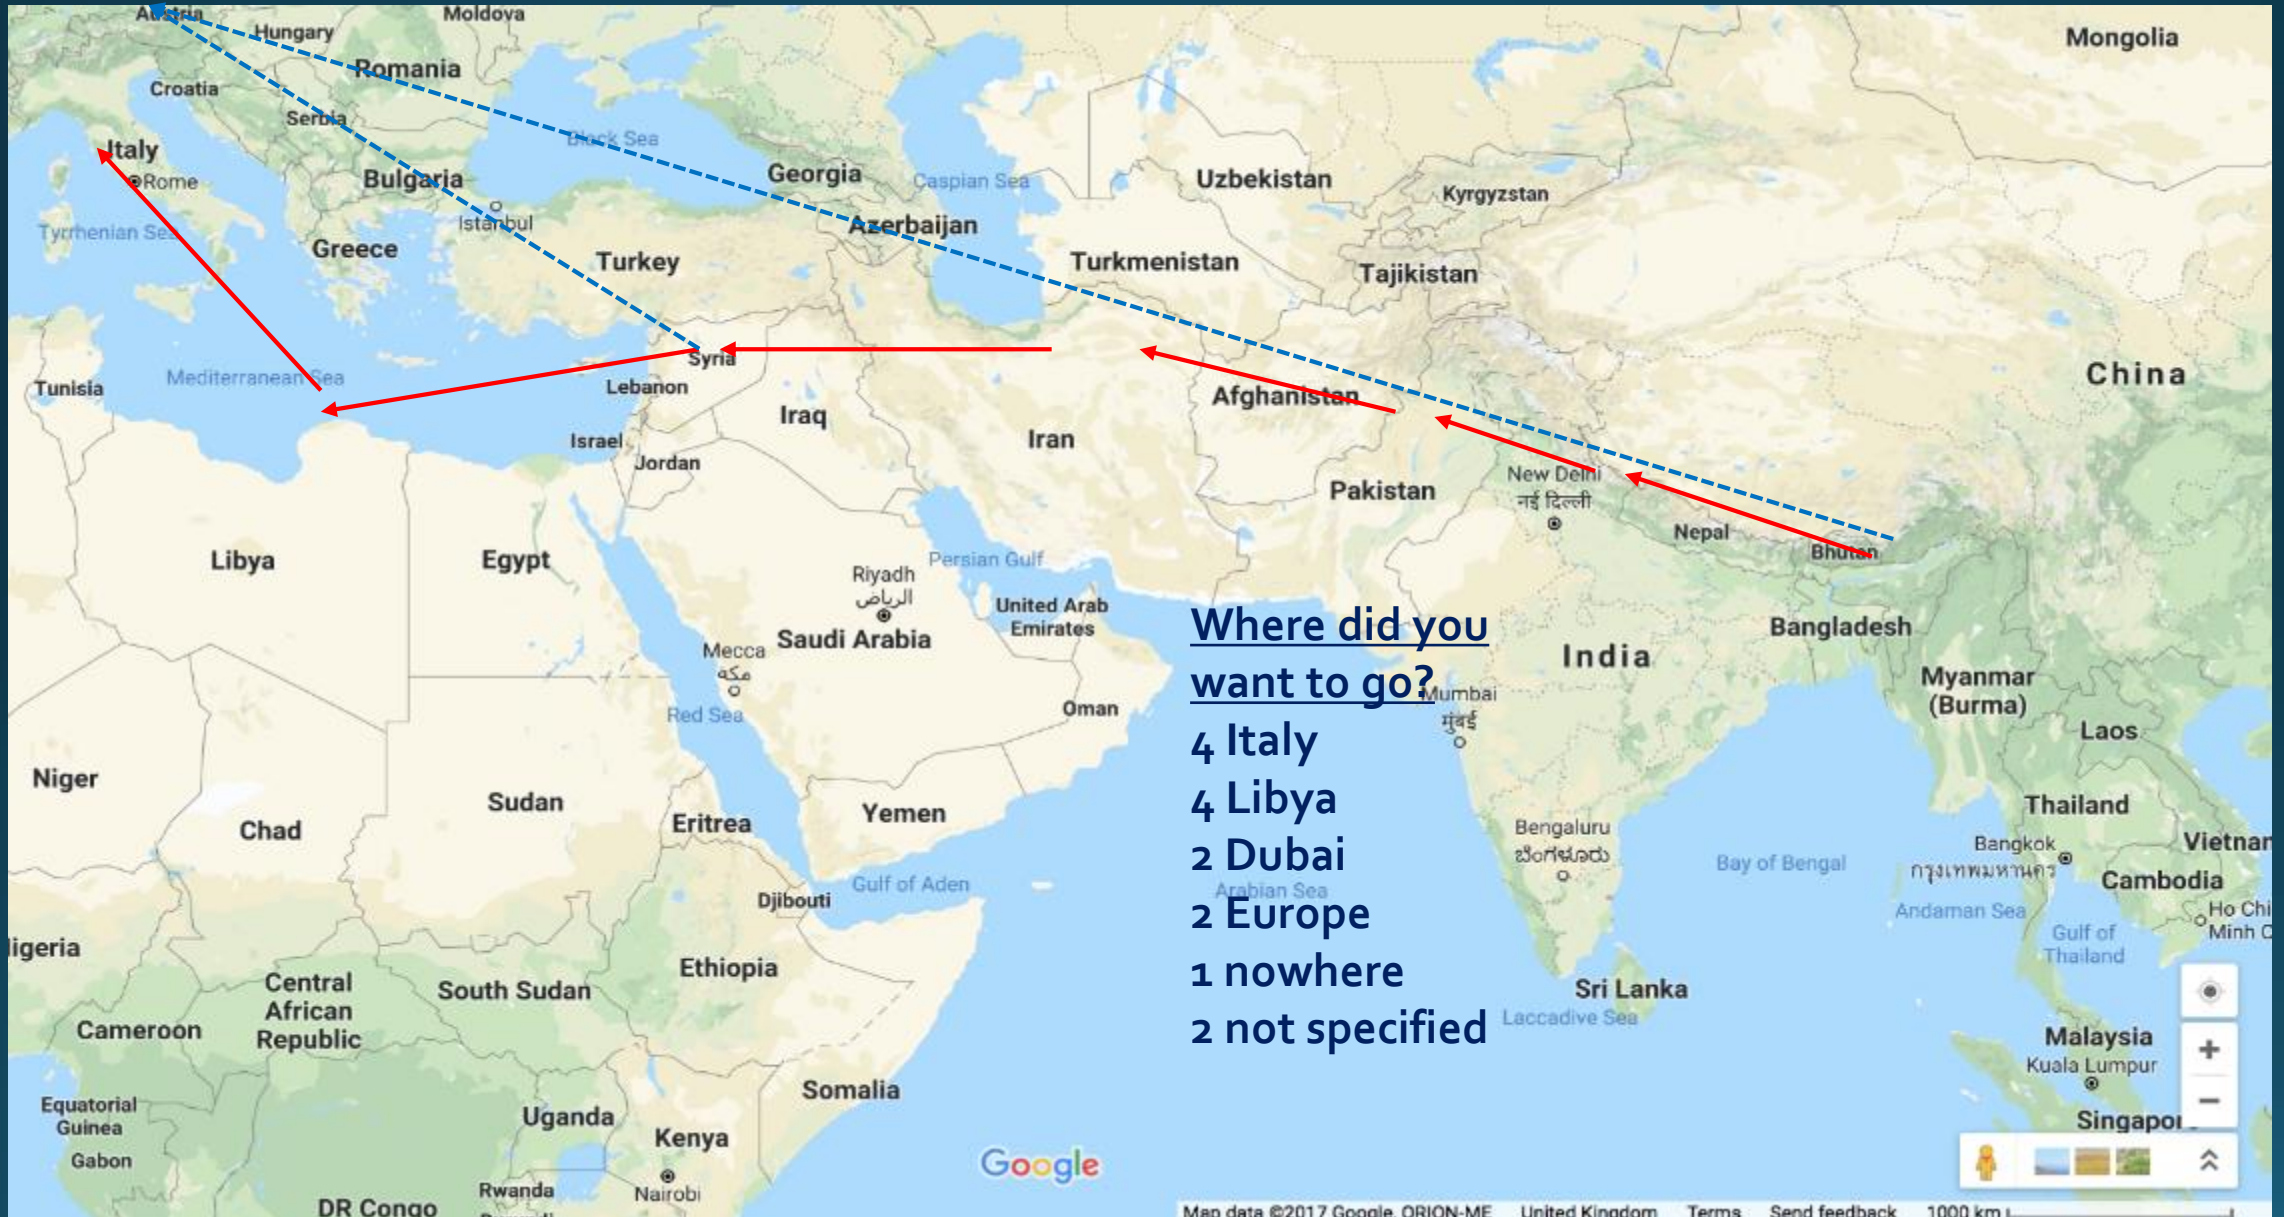 Austria
Moldova
Hungary
Mongolia
Romania
Croatia
Serbia
Black Sea
Italy
Rome
Georgia
Caspian Sea
Uzbekistan
Kyrgyzstan
Bulgaria
Istanbul
Azerbaijan
Tyrrhenian Sea
Greece
Turkey
Turkmenistan
Tajikistan
Syria
China
Tunisia
Mediterranean Sea
Lebanon
Afghanistan
Iraq
Israel
Iran
Jordan
New Delhi
नई दिल्ली
Pakistan
Nepal
Bhutan
Libya
Egypt
Persian Gulf
Riyadh
الرياض
United Arab
Emirates
Saudi Arabia
Mecca
مكة
Bangladesh
India
Where did you
want to go?
4 Italy
4 Libya
2 Dubai
2 Europe
1 nowhere
2 not specified
Mumbai
मुंबई
Myanmar
(Burma)
Red Sea
Oman
Laos
Niger
Sudan
Chad
Eritrea
Yemen
Thailand
Bengaluru
ಬೆಂಗಳೂರು
Bangkok
กรุงเทพมหานคร
Vietnam
Bay of Bengal
Gulf of Aden
Arabian Sea
Cambodia
Djibouti
Andaman Sea
Ho Chi
Minh C
Gulf of
Thailand
igeria
Ethiopia
Central
African
Republic
South Sudan
Sri Lanka
Laccadive Sea
Cameroon
Malaysia
Kuala Lumpur
Somalia
Equatorial
Guinea
Uganda
Kenya
Singapor
Gabon
Google
Rwanda
Nairobi
DR Congo
Map data ©2017 Google, ORION-ME United Kingdom Terms Send feedback 1000 km